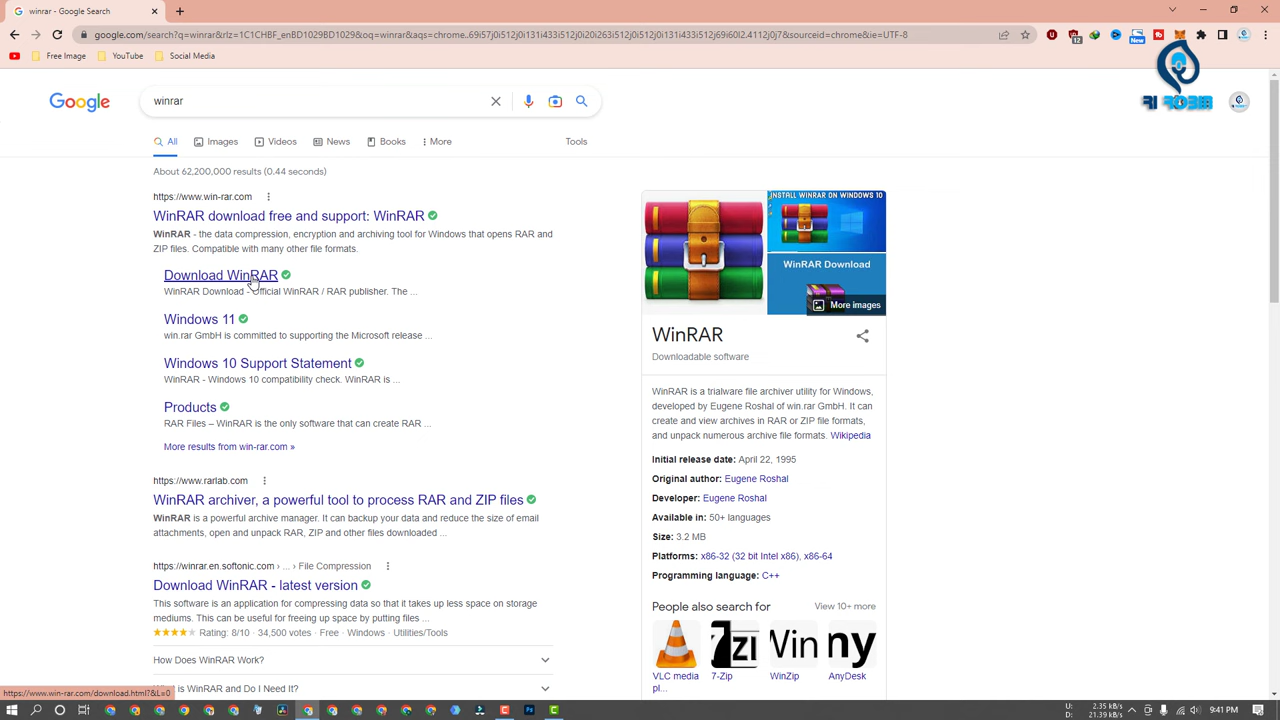 winrar - Google Search
google.com/search?q=winrar&rlz=1C1CHBF_enBD1029BD1029&oq=winrar&aqs=chrome..69i57j0i131i433i512j0i20i263i512j0i512j0i131i433i512j69i60l2.4112j0j7&sourceid=chrome&ie=UTF-8
12
New
Free Image
YouTube
Social Media
RI ROBM
Google
winrar
All
Images
Videos
News
Books
More
Tools
About 62,200,000 results (0.44 seconds)
https://www.win-rar.com
WinRAR download free and support: WinRAR
WinRAR - the data compression, encryption and archiving tool for Windows that opens RAR and
ZIP files. Compatible with many other file formats.
Download WinRAR
WinRAR Download - Official WinRAR / RAR publisher. The ...
Windows 11
win.rar GmbH is committed to supporting the Microsoft release ...
Windows 10 Support Statement
WinRAR - Windows 10 compatibility check. WinRAR is ...
Products
RAR Files – WinRAR is the only software that can create RAR ...
More results from win-rar.com »
https://www.rarlab.com
WinRAR archiver, a powerful tool to process RAR and ZIP files
WinRAR is a powerful archive manager. It can backup your data and reduce the size of email
attachments, open and unpack RAR, ZIP and other files downloaded ...
https://winrar.en.softonic.com › ... › File Compression
Download WinRAR - latest version
This software is an application for compressing data so that it takes up less space on storage
mediums. This can be useful for freeing up space by putting files ...
Rating: 8/10 · 34,500 votes · Free · Windows · Utilities/Tools
How Does WinRAR Work?
is WinRAR and Do I Need It?
https://www.win-rar.com/download.html?&L=0
INSTALL WINRAR ON WINDOWS 10
WinRAR Download
More images
WinRAR
Downloadable software
WinRAR is a trialware file archiver utility for Windows,
developed by Eugene Roshal of win.rar GmbH. It can
create and view archives in RAR or ZIP file formats,
and unpack numerous archive file formats. Wikipedia
Initial release date: April 22, 1995
Original author: Eugene Roshal
Developer: Eugene Roshal
Available in: 50+ languages
Size: 3.2 MB
Platforms: x86-32 (32 bit Intel x86), x86-64
Programming language: C++
People also search for
View 10+ more
7zi
Win
ny
VLC media
pl...
7-Zip
WinZip
AnyDesk
U: 2.35 kB/s
D: 21.39 kB/s
9:41 PM